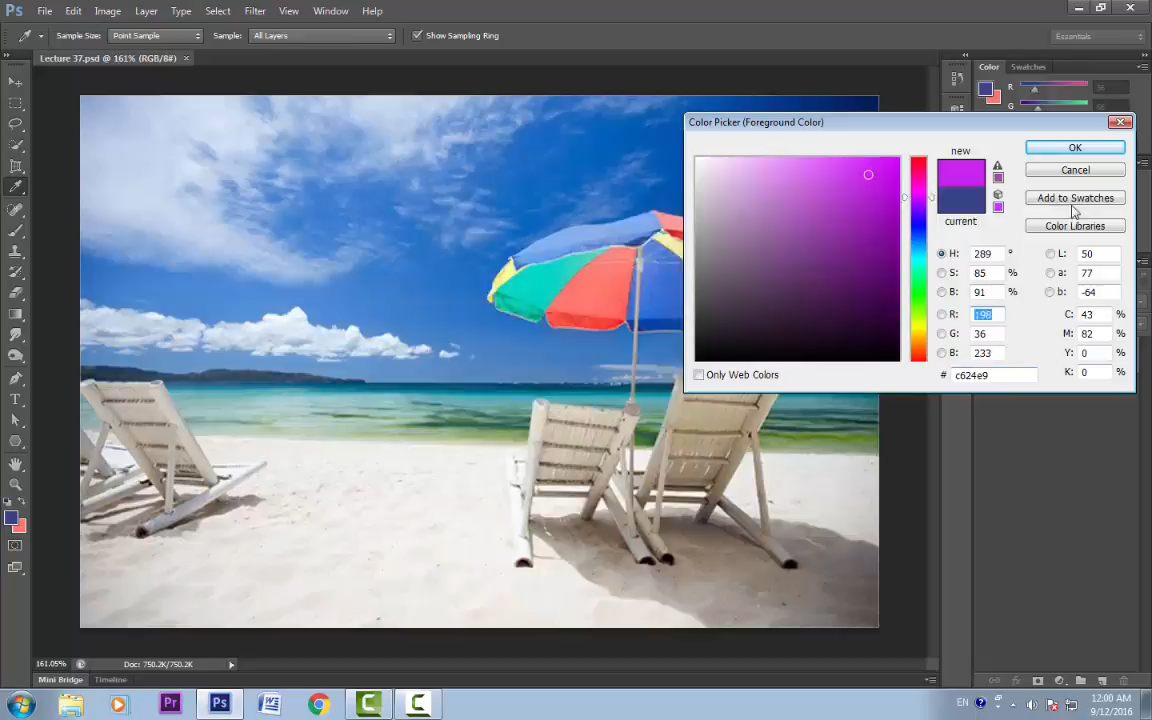 Ps File Edit Image Layer Type Select Filter View Window Help
Sample Size: Point Sample Sample: All Layers Show Sampling Ring Essentials
Lecture 37.psd @ 161% (RGB/8#) × Color Swatches
R 56
G
Color Picker (Foreground Color)
new OK
Cancel
Add to Swatches
current Color Libraries
H: 289 ° L: 50
S: 85 % a: 77
B: 91 % b: -64
R: 198 C: 43 %
G: 36 M: 82 %
B: 233 Y: 0 %
Only Web Colors # c624e9 K: 0 %
T
161.05% Doc: 750.2K/750.2K
Mini Bridge Timeline
Pr Ps W C C EN 12:00 AM
9/12/2016